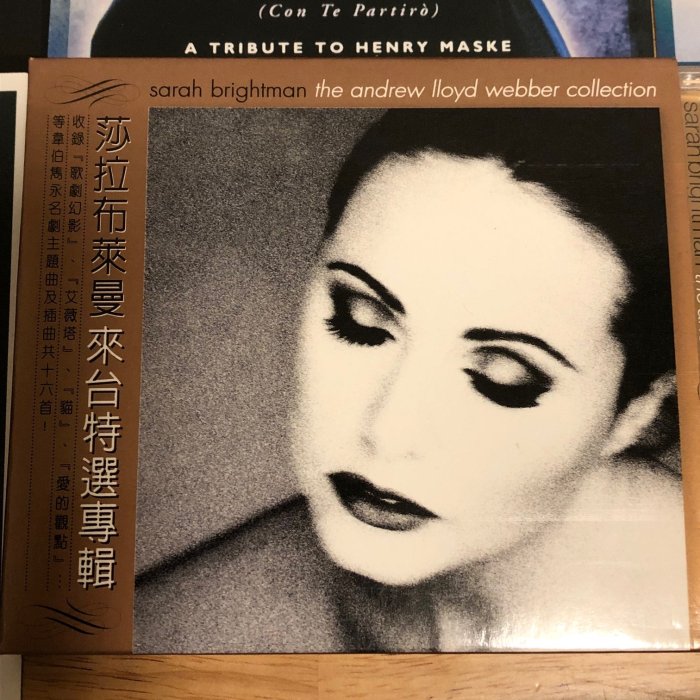 (Con Te Partirò)
A TRIBUTE TO HENRY MASKE
sarah brightman the andrew lloyd webber collection
莎拉布萊曼來台特選專輯
收錄『歌劇幻影』、『艾薇塔』、『貓』、『愛的觀點』...
等韋伯雋永名劇主題曲及插曲共十六首!
sarah brightman